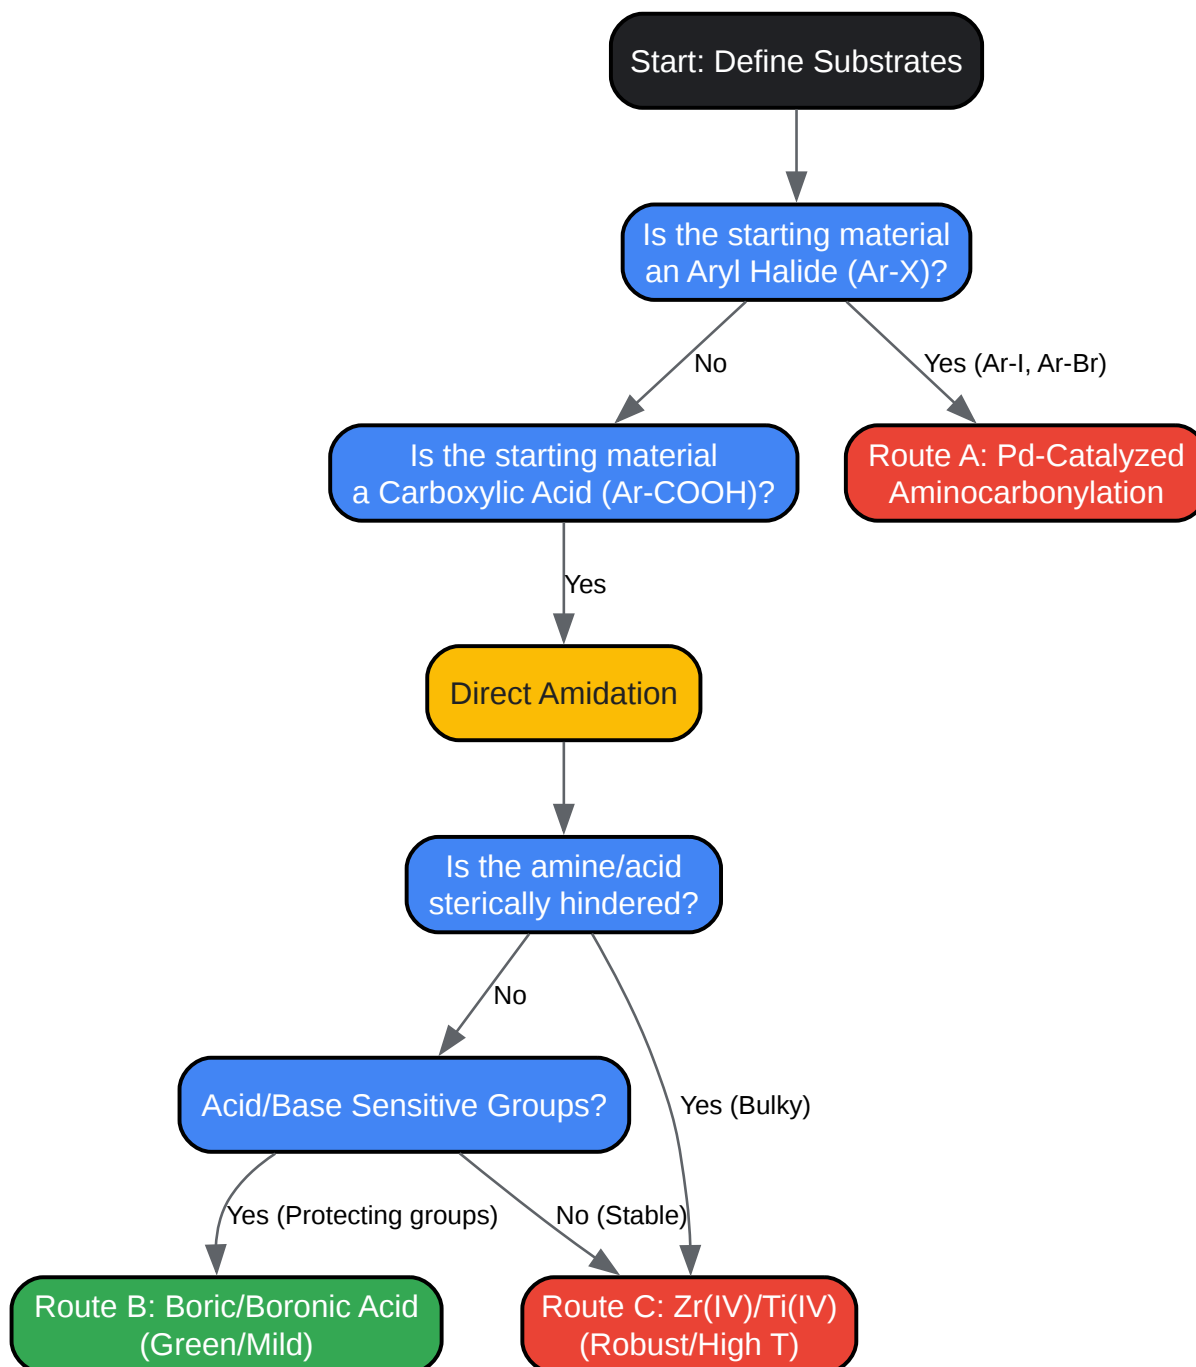 Start: Define Substrates
Is the starting material
an Aryl Halide (Ar-X)?
No
Yes (Ar-I, Ar-Br)
Is the starting material
a Carboxylic Acid (Ar-COOH)?
Route A: Pd-Catalyzed
Aminocarbonylation
Yes
Direct Amidation
Is the amine/acid
sterically hindered?
No
Acid/Base Sensitive Groups?
Yes (Bulky)
Yes (Protecting groups)
No (Stable)
Route B: Boric/Boronic Acid
(Green/Mild)
Route C: Zr(IV)/Ti(IV)
(Robust/High T)